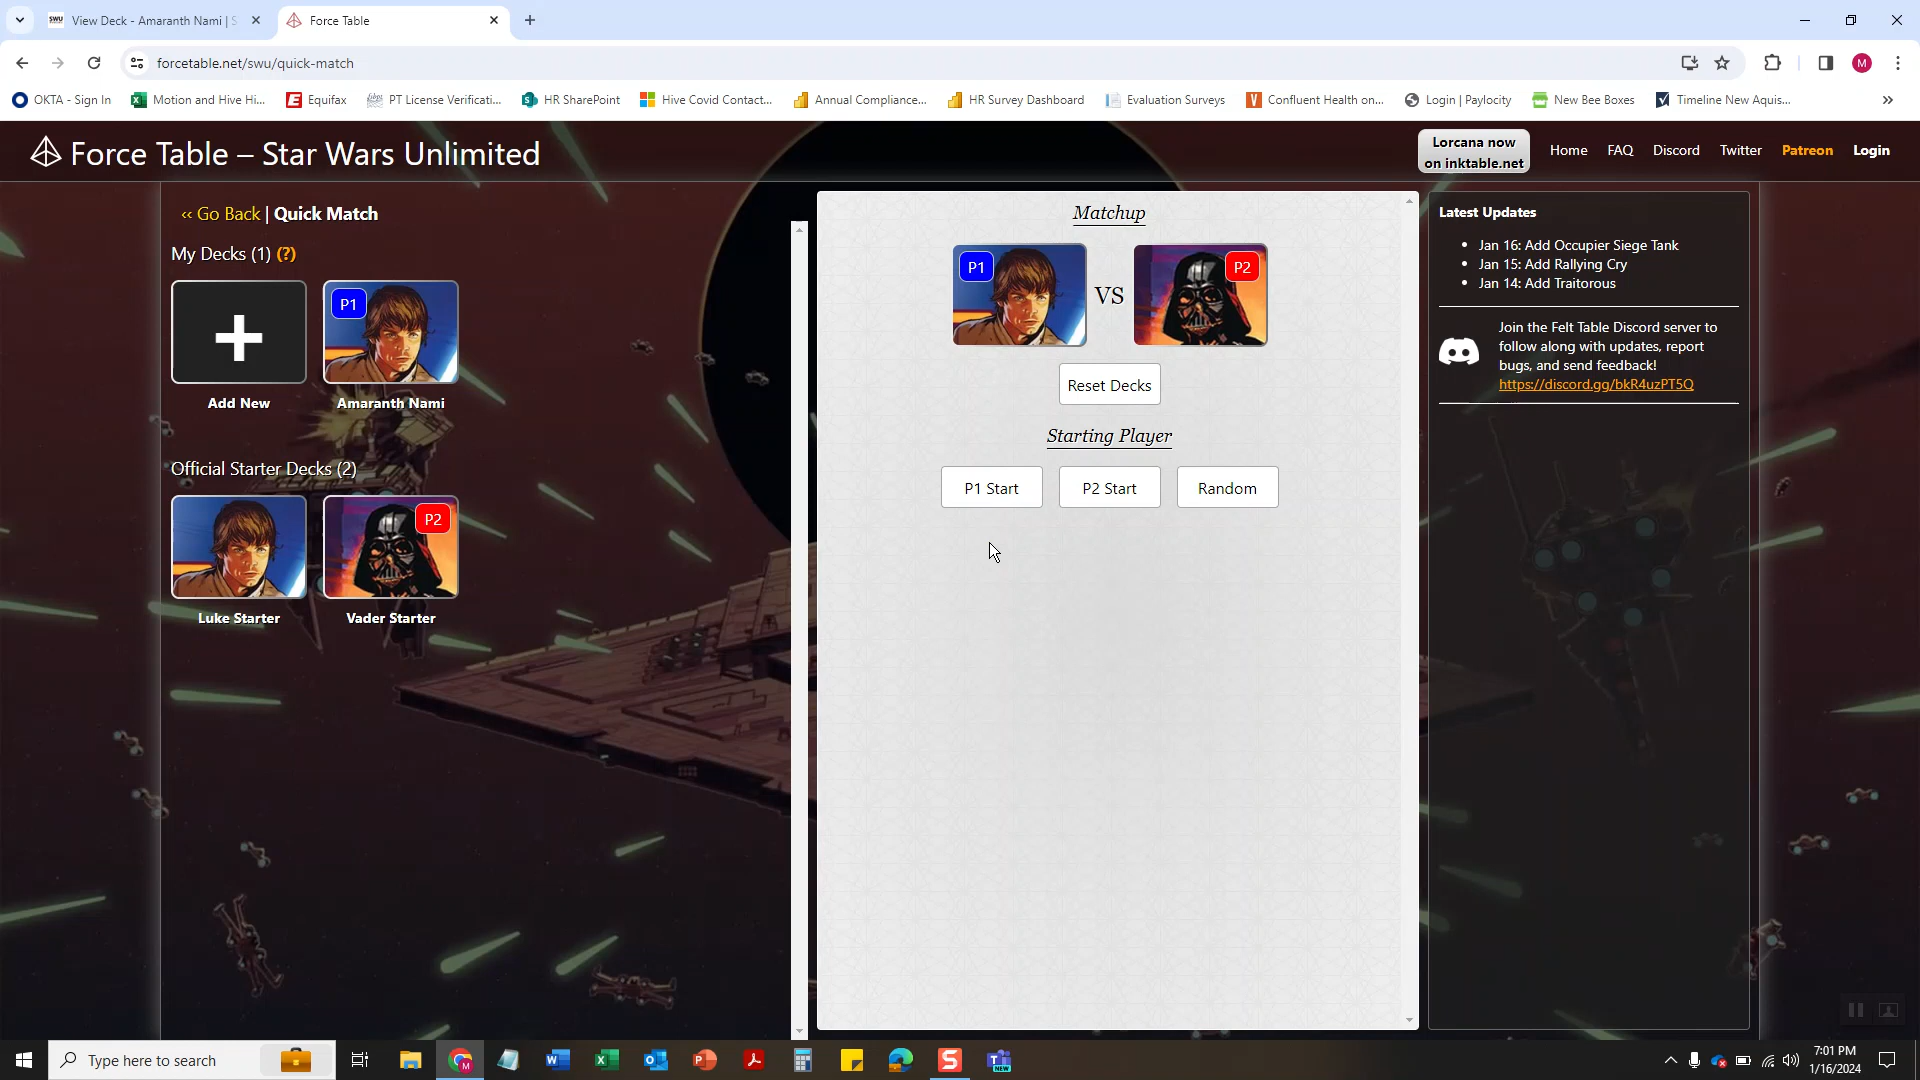 View Deck - Amaranth Nami | S
Force Table
forcetable.net/swu/quick-match
M
OKTA - Sign In
Motion and Hive Hi...
Equifax
PT License Verificati...
HR SharePoint
Hive Covid Contact...
Annual Compliance...
HR Survey Dashboard
Evaluation Surveys
Confluent Health on...
Login | Paylocity
New Bee Boxes
Timeline New Aquis...
»
Force Table – Star Wars Unlimited
Lorcana now
on inktable.net
Home
FAQ
Discord
Twitter
Patreon
Login
‹‹ Go Back | Quick Match
My Decks (1) (?)
P1
Add New
Amaranth Nami
Official Starter Decks (2)
P2
Luke Starter
Vader Starter
Matchup
P1
VS
P2
Reset Decks
Starting Player
P1 Start
P2 Start
Random
Latest Updates
• Jan 16: Add Occupier Siege Tank
• Jan 15: Add Rallying Cry
• Jan 14: Add Traitorous
Join the Felt Table Discord server to
follow along with updates, report
bugs, and send feedback!
https://discord.gg/bkR4uzPT5Q
Type here to search
7:01 PM
1/16/2024